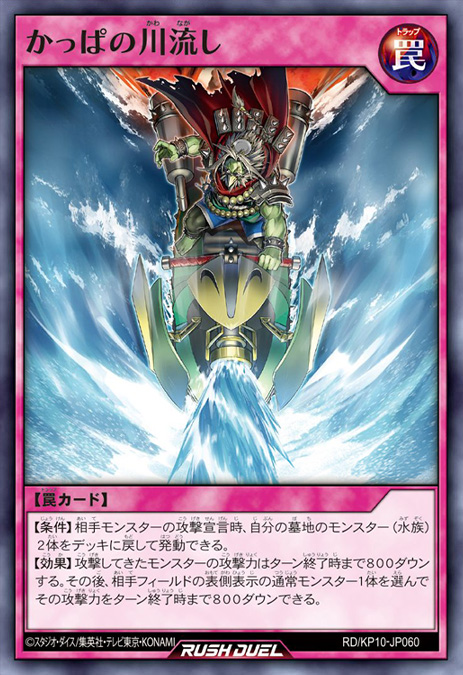 かっぱの川流し
かわ なが
トラップ
罠
【罠カード】
【条件】相手モンスターの攻撃宣言時、自分の墓地のモンスター(水族)
2体をデッキに戻して発動できる。
【効果】攻撃してきたモンスターの攻撃力はターン終了時まで800ダウン
する。その後、相手フィールドの表側表示の通常モンスター1体を選んで
その攻撃力をターン終了時まで800ダウンできる。
©スタジオ・ダイス/集英社・テレビ東京・KONAMI
RUSH DUEL
RD/KP10-JP060